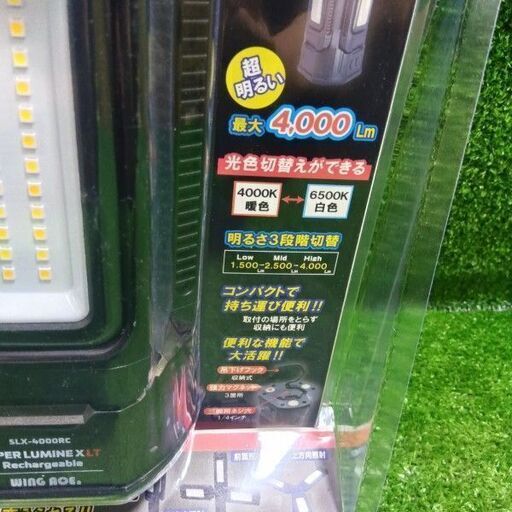 超
明るい
最大 4,000 Lm
光色切替えができる
4000K 6500K
暖色 白色
明るさ3段階切替
Low Mid High
1.500Lm-2.500Lm-4.000Lm
コンパクトで
持ち運び便利!!
取付の場所をとらず
収納にも便利
便利な機能で
大活躍!!
吊下げフック
収納式
強力マグネット
3箇所
三脚用ネジ穴
1/4インチ
SLX-4000RC
PER LUMINE XLT
Rechargeable
WING ACE.